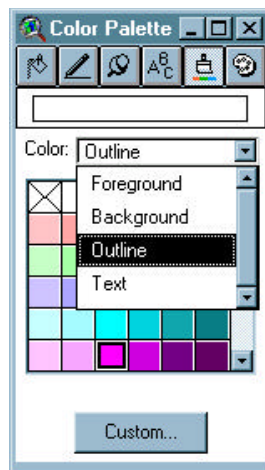 Color Palette
A B C
Color: Outline
Foreground
Background
Outline
Text
Custom...